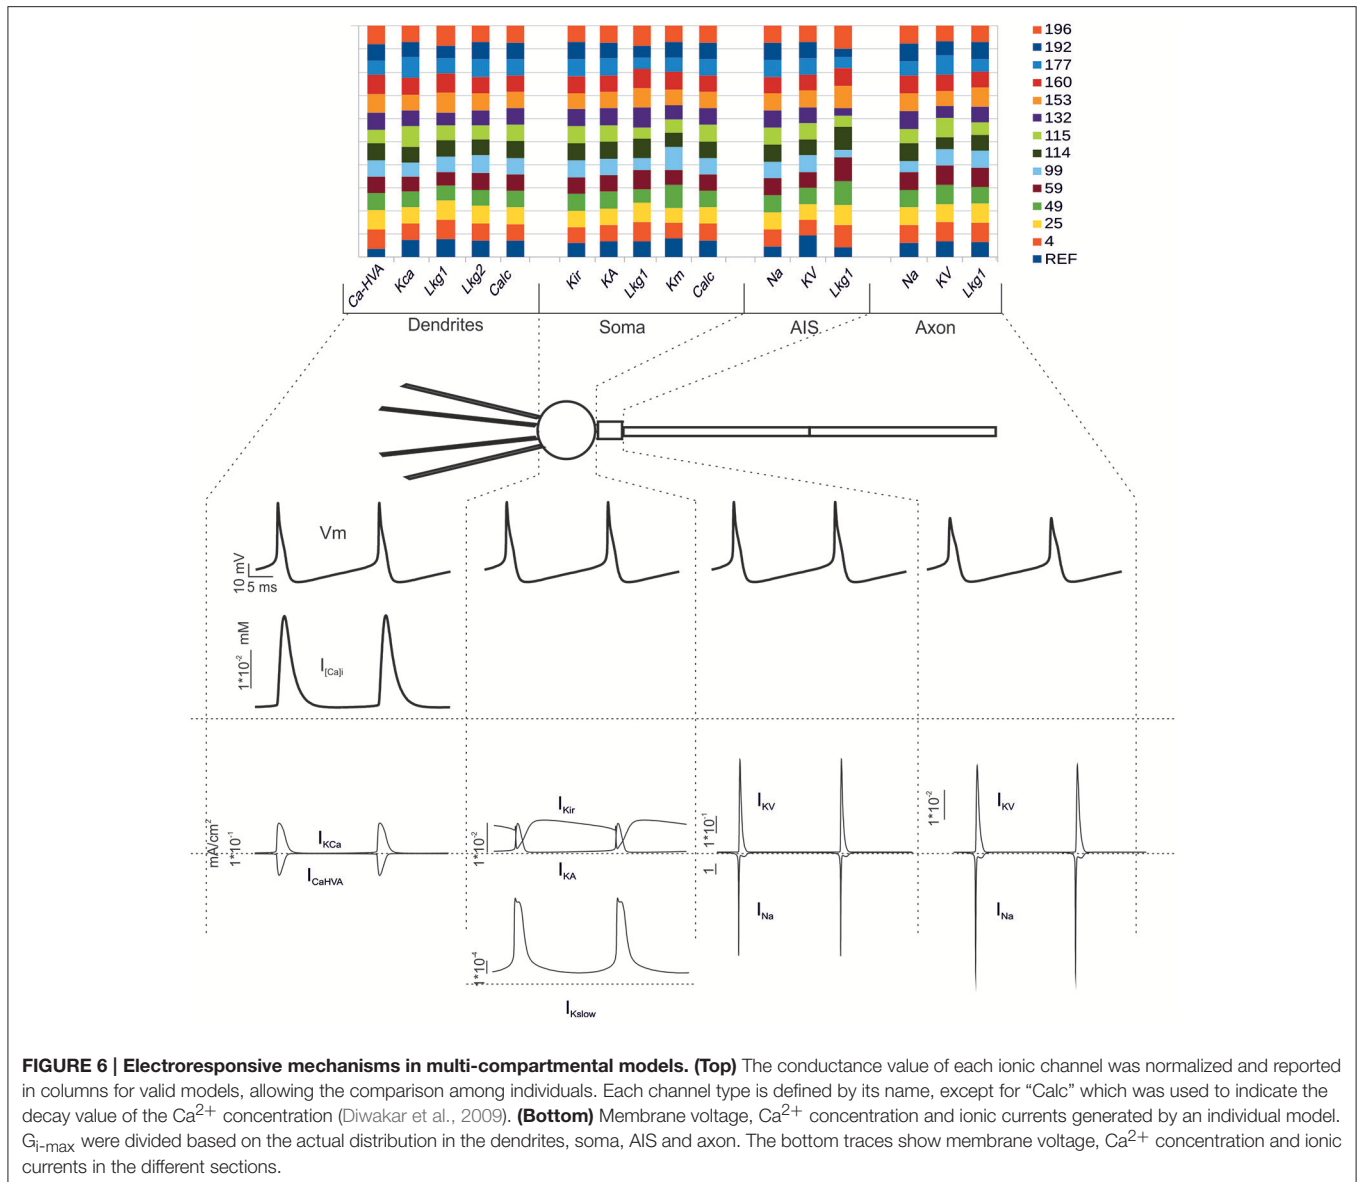 196
192
177
160
153
132
115
114
99
59
49
25
4
REF
Ca-HVA Kca Lkg1 Lkg2 Calc Kir KA Lkg1 Km Calc Na KV Lkg1 Na KV Lkg1
Dendrites Soma AIS Axon
Vm
10 mV
5 ms
1*10-2 mM
I[Ca]i
mA/cm2
1*10-1
IKCa
ICaHVA
1*10-2
IKir
IKA
1*10-4
IKslow
1*10-1
IKV
1
INa
1*10-2
IKV
INa
FIGURE 6 | Electroresponsive mechanisms in multi-compartmental models. (Top) The conductance value of each ionic channel was normalized and reported
in columns for valid models, allowing the comparison among individuals. Each channel type is defined by its name, except for “Calc” which was used to indicate the
decay value of the Ca2+ concentration (Diwakar et al., 2009). (Bottom) Membrane voltage, Ca2+ concentration and ionic currents generated by an individual model.
Gi-max were divided based on the actual distribution in the dendrites, soma, AIS and axon. The bottom traces show membrane voltage, Ca2+ concentration and ionic
currents in the different sections.